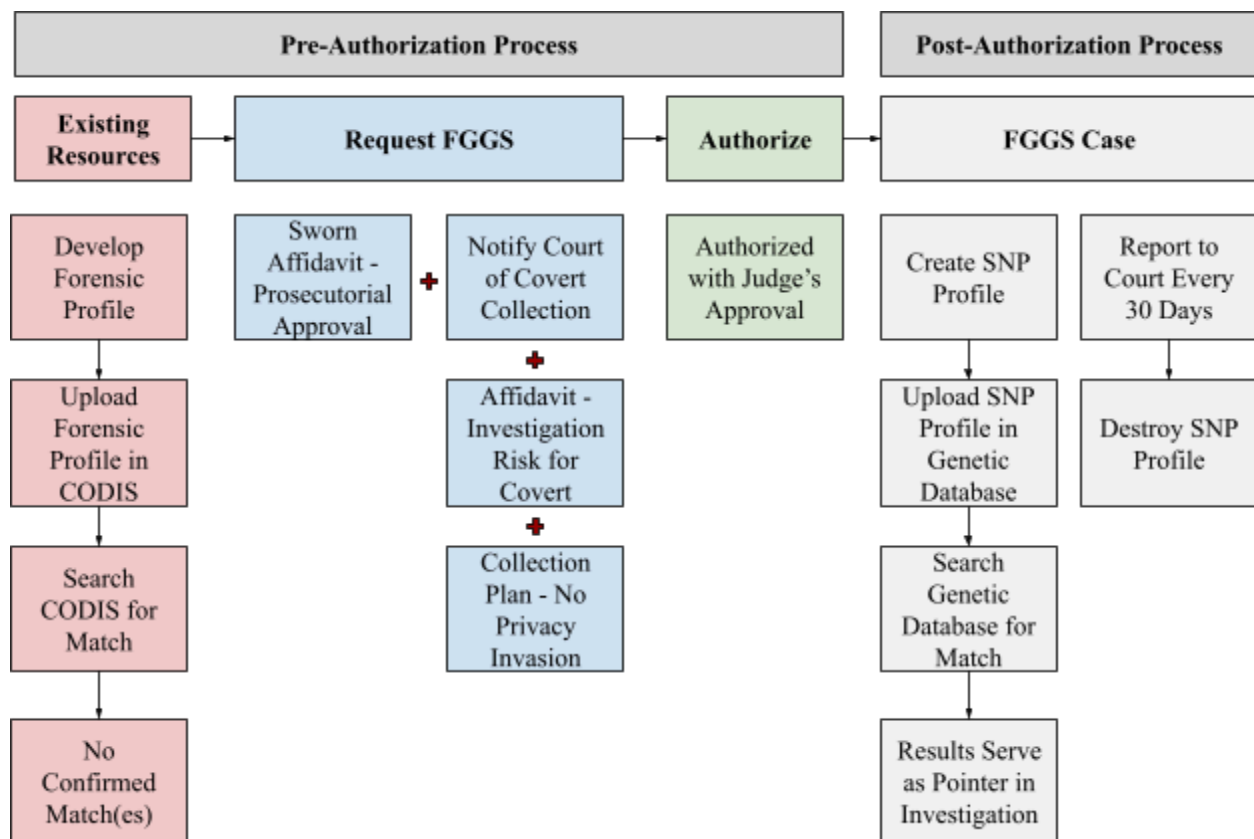 Pre-Authorization Process
Post-Authorization Process
Existing
Resources
Request FGGS
Authorize
FGGS Case
Develop
Forensic
Profile
Upload
Forensic
Profile in
CODIS
Search
CODIS for
Match
No
Confirmed
Match(es)
Sworn
Affidavit -
Prosecutorial
Approval
Notify Court
of Covert
Collection
Affidavit -
Investigation
Risk for
Covert
Collection
Plan - No
Privacy
Invasion
Authorized
with Judge's
Approval
Create SNP
Profile
Upload SNP
Profile in
Genetic
Database
Search
Genetic
Database for
Match
Results Serve
as Pointer in
Investigation
Report to
Court Every
30 Days
Destroy SNP
Profile